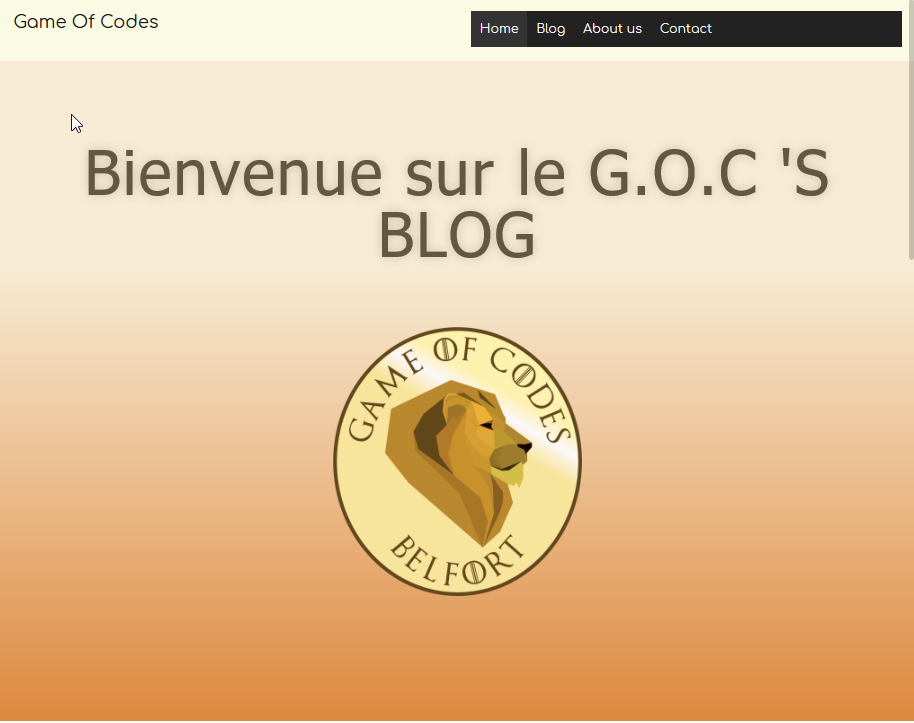 Game Of Codes
Home Blog About us Contact
Bienvenue sur le G.O.C 'S
BLOG
GAME OF CODES
BELFORT